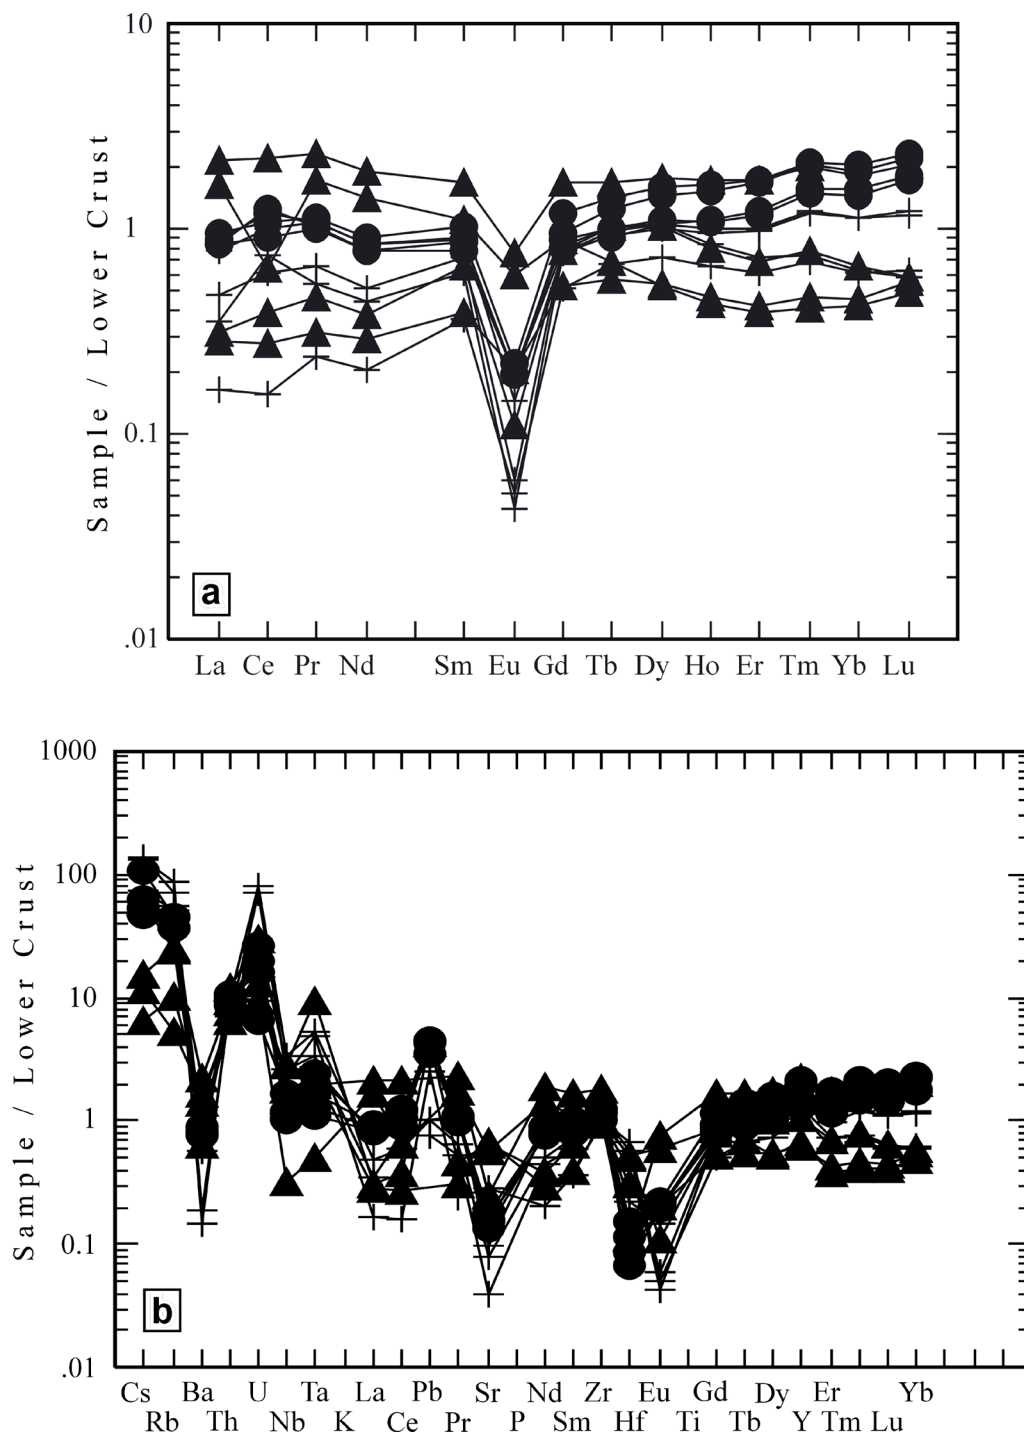 10
1
0.1
.01
Sample / Lower Crust
a
La Ce Pr Nd Sm Eu Gd Tb Dy Ho Er Tm Yb Lu
1000
100
10
1
0.1
.01
Sample / Lower Crust
b
Cs Ba U Ta La Pb Sr Nd Zr Eu Gd Dy Er Yb
Rb Th Nb K Ce Pr P Sm Hf Ti Tb Y Tm Lu